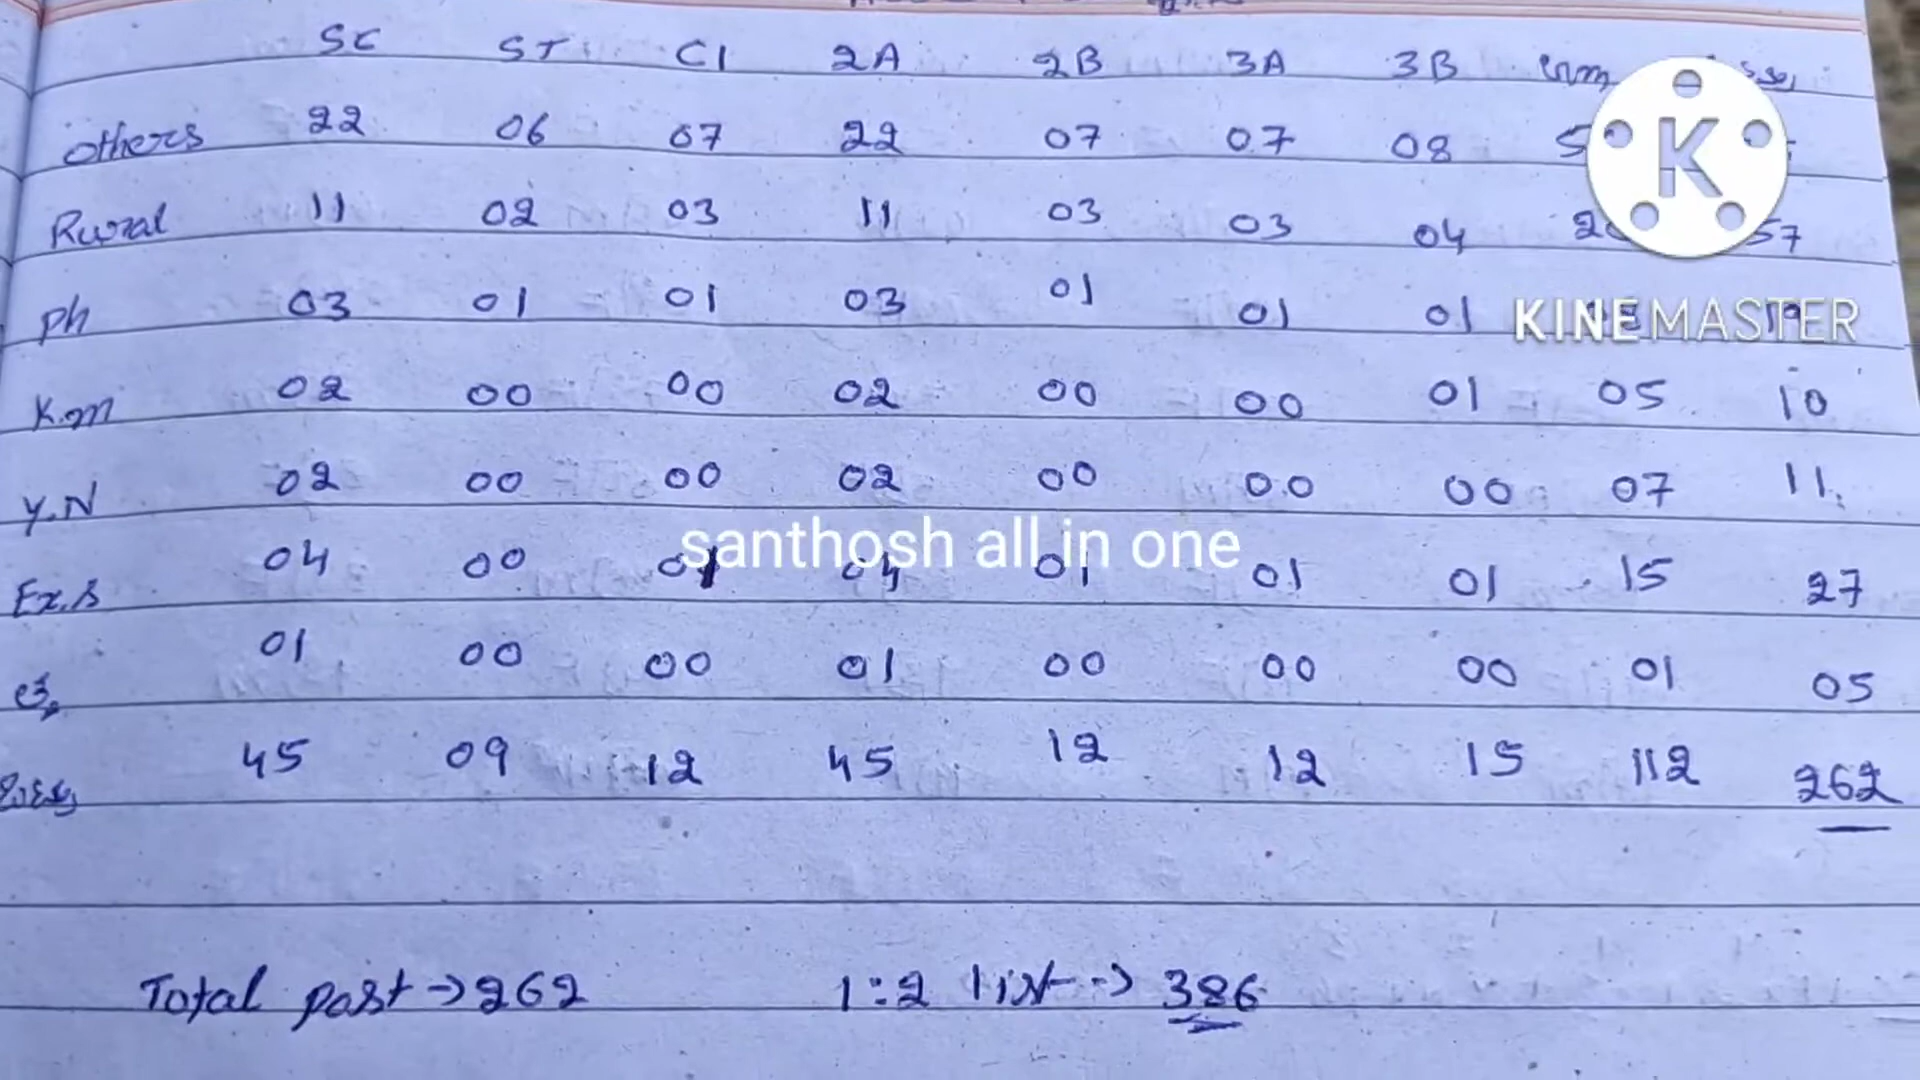 SC ST C1 2A 2B 3A 3B
others 22 06 07 22 07 07 08
Rural 11 02 03 11 03 03 04 57
ph 03 01 01 03 01 01 01 19
K.m 02 00 00 02 00 00 01 05 10
Y.N 02 00 00 02 00 00 00 07 11
Ex.s 04 00 01 04 01 01 01 15 27
01 00 00 01 00 00 00 01 05
45 09 12 45 12 12 15 112 262
Total post → 262 1:2 list → 386
K
KINEMASTER
santhosh all in one